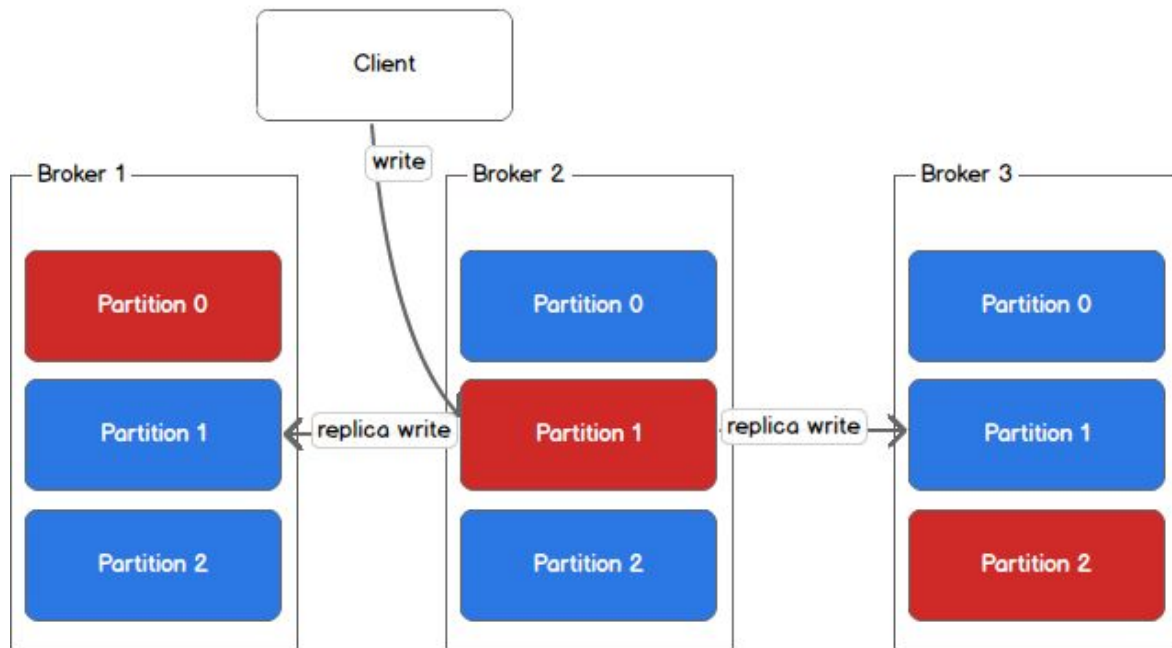 Client
write
Broker 1
Broker 2
Broker 3
Partition 0
Partition 0
Partition 0
Partition 1
replica write
Partition 1
replica write
Partition 1
Partition 2
Partition 2
Partition 2